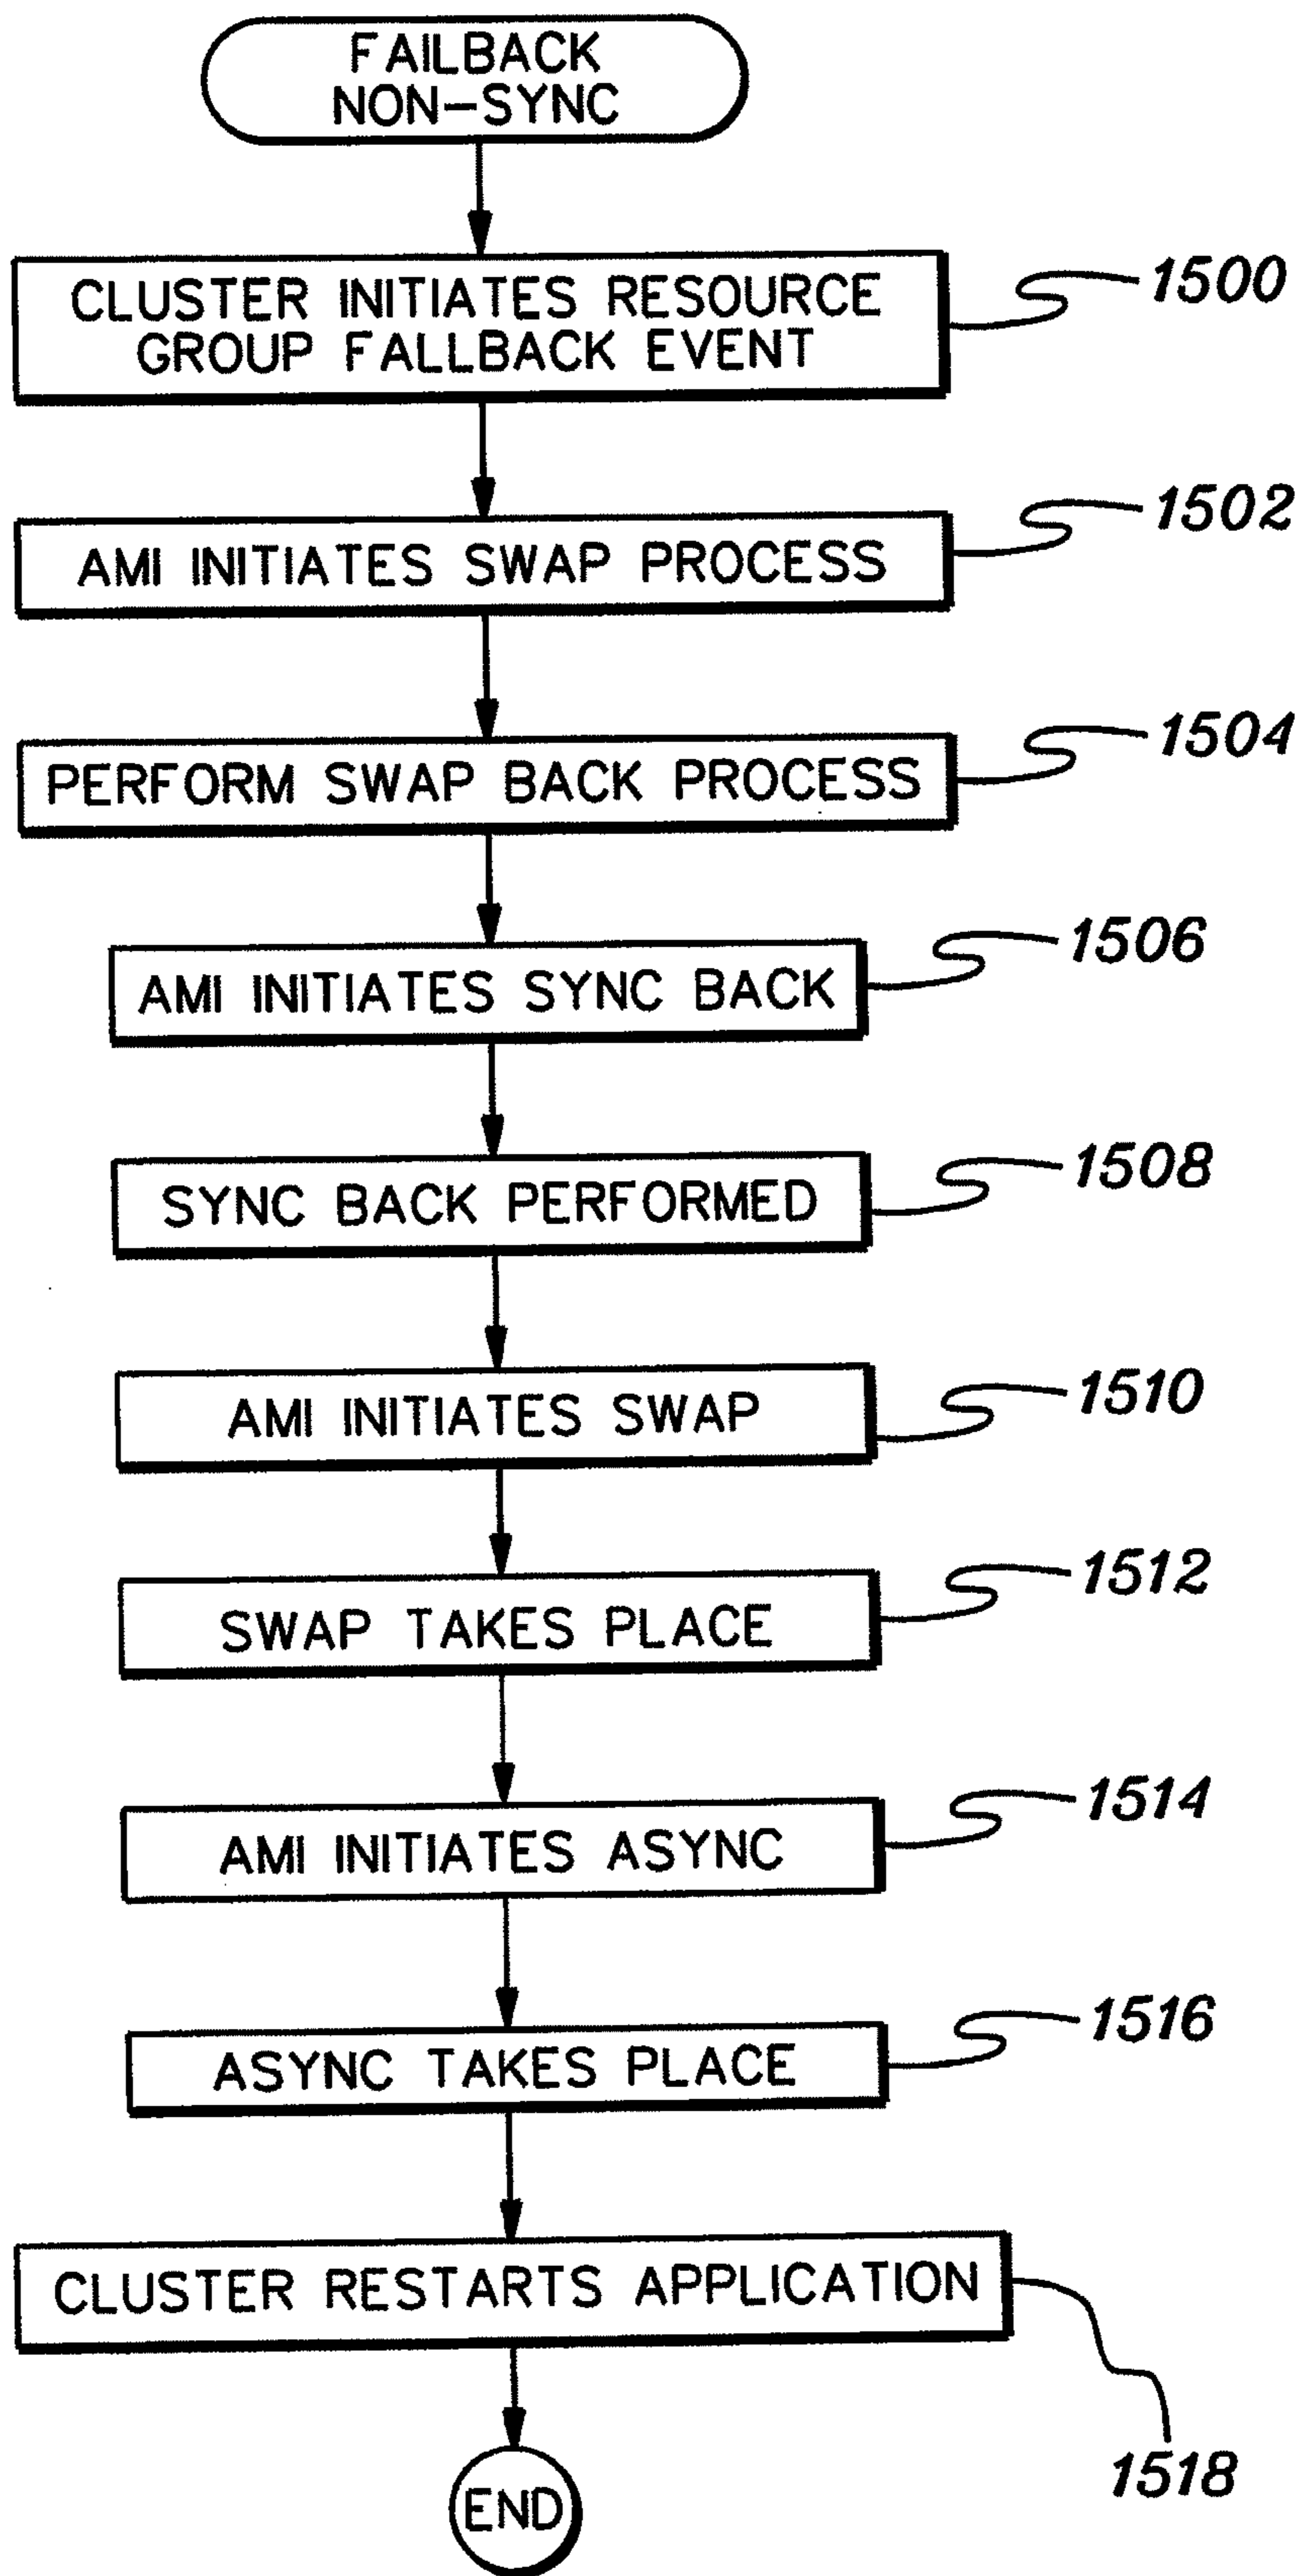 FAILBACK
NON-SYNC
CLUSTER INITIATES RESOURCE
GROUP FALLBACK EVENT
1500
AMI INITIATES SWAP PROCESS
1502
PERFORM SWAP BACK PROCESS
1504
AMI INITIATES SYNC BACK
1506
SYNC BACK PERFORMED
1508
AMI INITIATES SWAP
1510
SWAP TAKES PLACE
1512
AMI INITIATES ASYNC
1514
ASYNC TAKES PLACE
1516
CLUSTER RESTARTS APPLICATION
1518
END